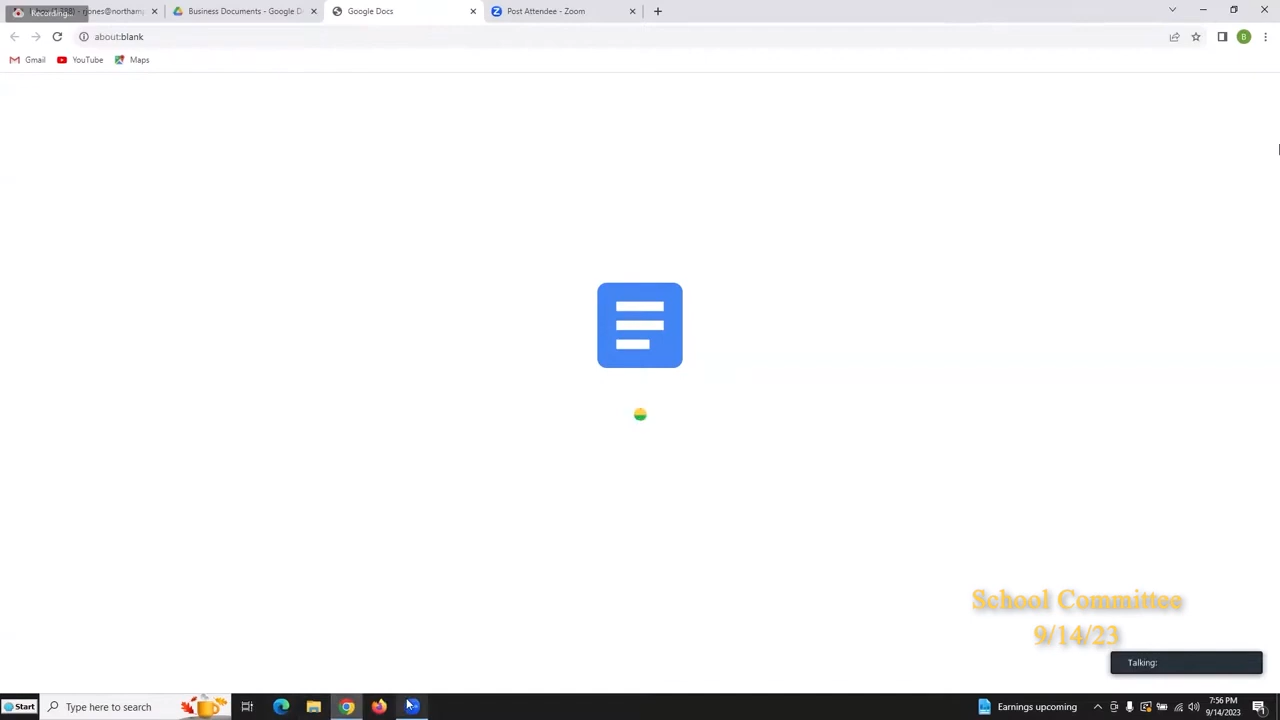 Recording...
Business Documents - Google D
Google Docs
Post Attendee - Zoom
about:blank
B
Gmail
YouTube
Maps
School Committee
9/14/23
Talking:
Start
Type here to search
Earnings upcoming
7:56 PM
9/14/2023